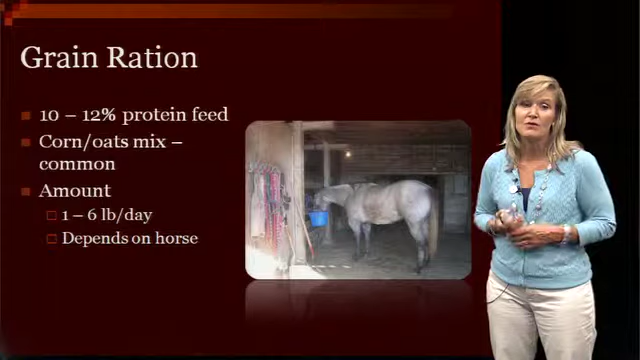 Grain Ration
10 – 12% protein feed
Corn/oats mix –
common
Amount
1 – 6 lb/day
Depends on horse